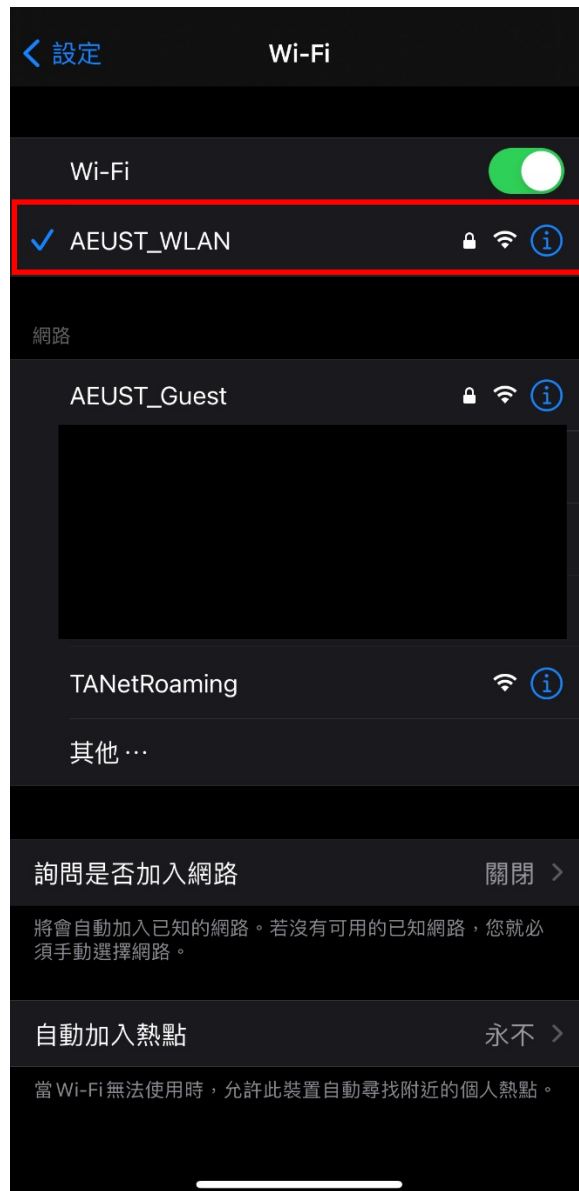 設定
Wi-Fi
Wi-Fi
AEUST_WLAN
網路
AEUST_Guest
TANetRoaming
其他…
詢問是否加入網路 關閉
將會自動加入已知的網路。若沒有可用的已知網路，您就必
須手動選擇網路。
自動加入熱點 永不
當 Wi-Fi 無法使用時，允許此裝置自動尋找附近的個人熱點。